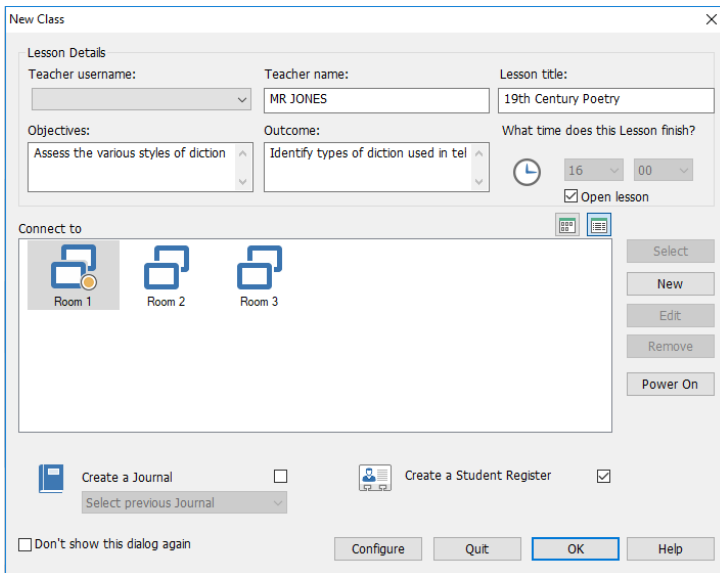 New Class
Lesson Details
Teacher username:
Teacher name:
Lesson title:
MR JONES
19th Century Poetry
Objectives:
Outcome:
What time does this Lesson finish?
Assess the various styles of diction
Identify types of diction used in tel
16
00
Open lesson
Connect to
Room 1
Room 2
Room 3
Select
New
Edit
Remove
Power On
Create a Journal
Create a Student Register
Select previous Journal
Don't show this dialog again
Configure
Quit
OK
Help